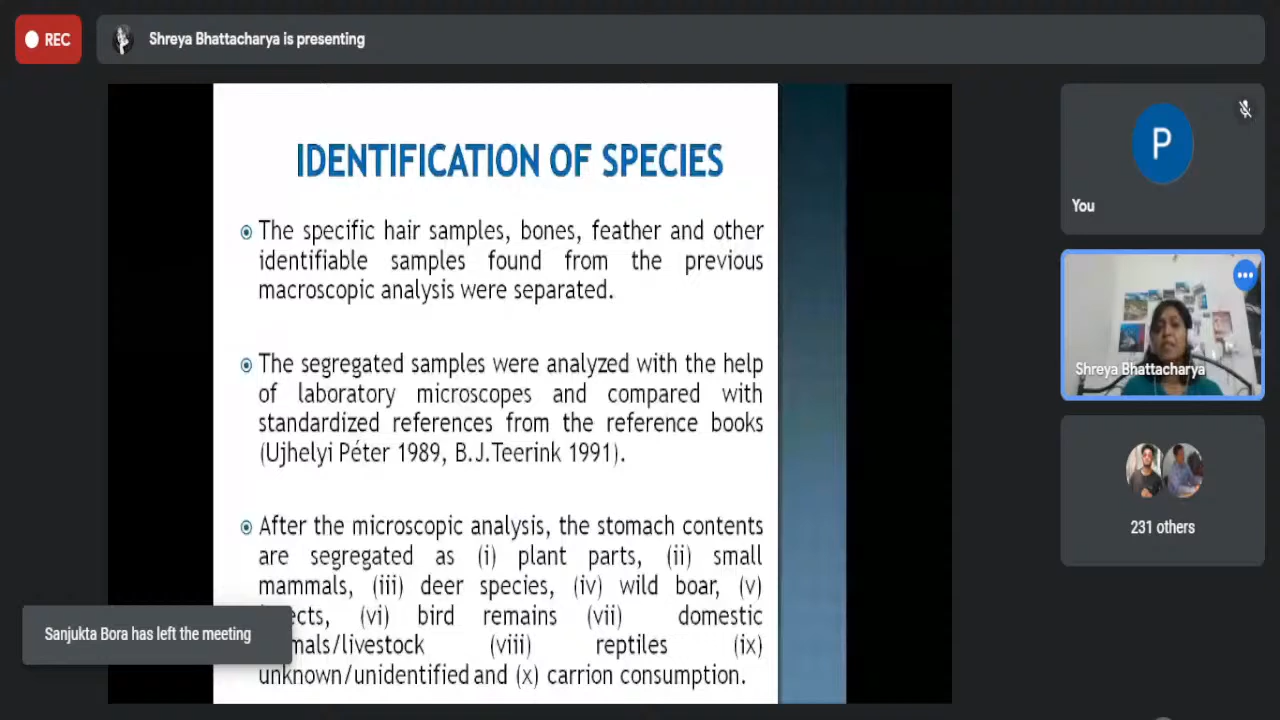 REC
Shreya Bhattacharya is presenting
IDENTIFICATION OF SPECIES
The specific hair samples, bones, feather and other
identifiable samples found from the previous
macroscopic analysis were separated.
The segregated samples were analyzed with the help
of laboratory microscopes and compared with
standardized references from the reference books
(Ujhelyi Péter 1989, B.J.Teerink 1991).
After the microscopic analysis, the stomach contents
are segregated as (i) plant parts, (ii) small
mammals, (iii) deer species, (iv) wild boar, (v)
(vi) bird remains (vii) domestic
/livestock (viii) reptiles (ix)
unknown/unidentified and (x) carrion consumption.
Sanjukta Bora has left the meeting
P
You
Shreya Bhattacharya
231 others